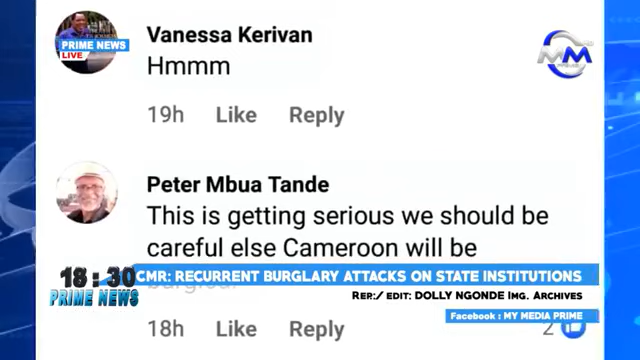 PRIME NEWS
LIVE
Vanessa Kerivan
Hmmm
19h Like Reply
MM
Peter Mbua Tande
This is getting serious we should be
careful else Cameroon will be
18:30
PRIME NEWS
CMR: RECURRENT BURGLARY ATTACKS ON STATE INSTITUTIONS
REP:/ EDIT: DOLLY NGONDE IMG. ARCHIVES
Facebook : MY MEDIA PRIME
18h Like Reply 2